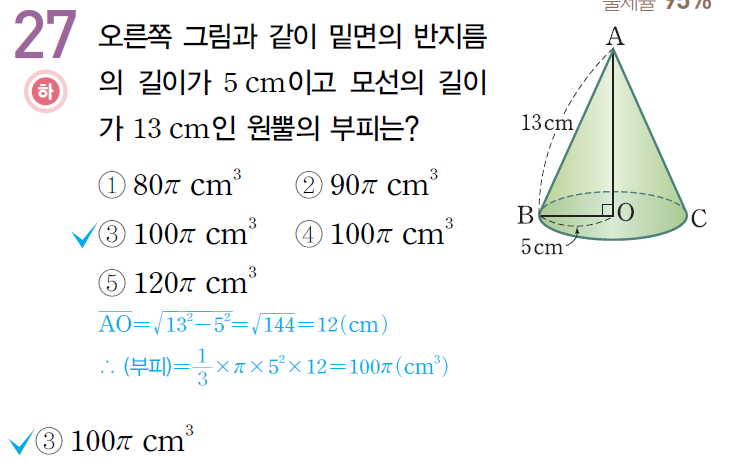 출제율 95%
27
하
오른쪽 그림과 같이 밑면의 반지름
의 길이가 5 cm이고 모선의 길이
가 13 cm인 원뿔의 부피는?
① 80π cm³ ② 90π cm³
③ 100π cm³ ④ 100π cm³
⑤ 120π cm³
A
13 cm
B O C
5 cm
A̅O̅=√(13²-5²)=√144=12(cm)
∴ (부피)=1/3×π×5²×12=100π(cm³)
③ 100π cm³